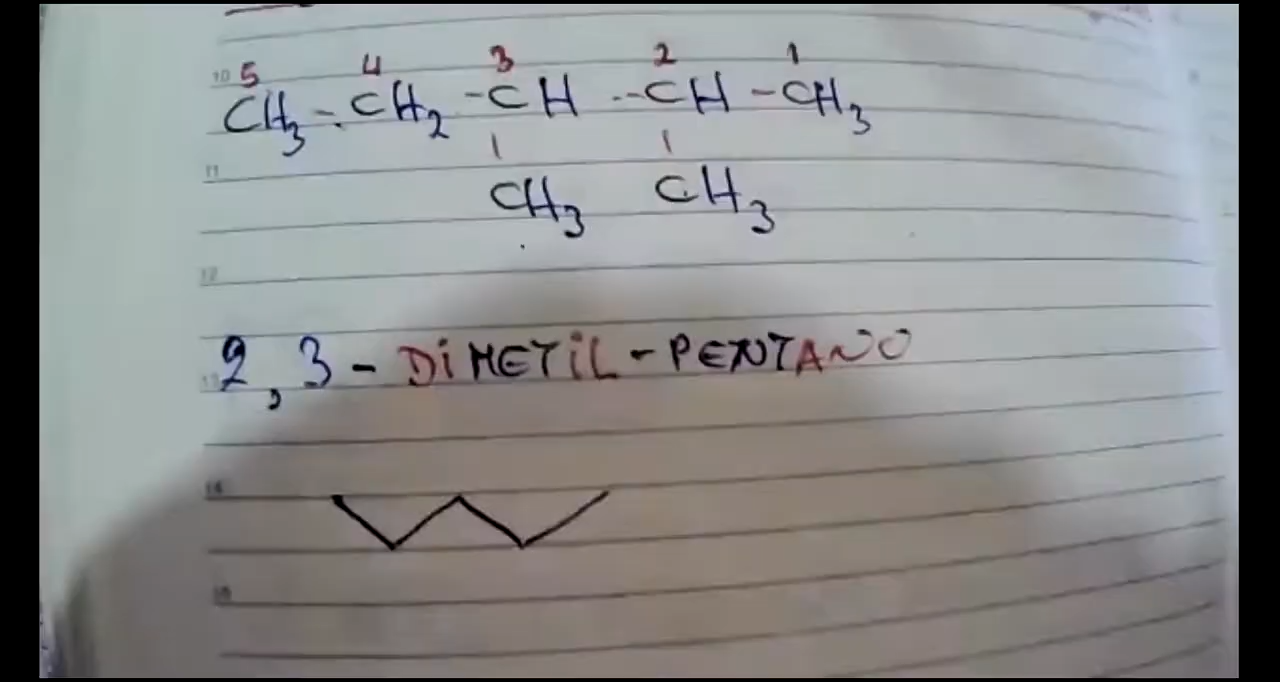 5 4 3 2 1
CH3 - CH2 - CH - CH - CH3
CH3 CH3
2,3 - DIMETIL - PENTANO